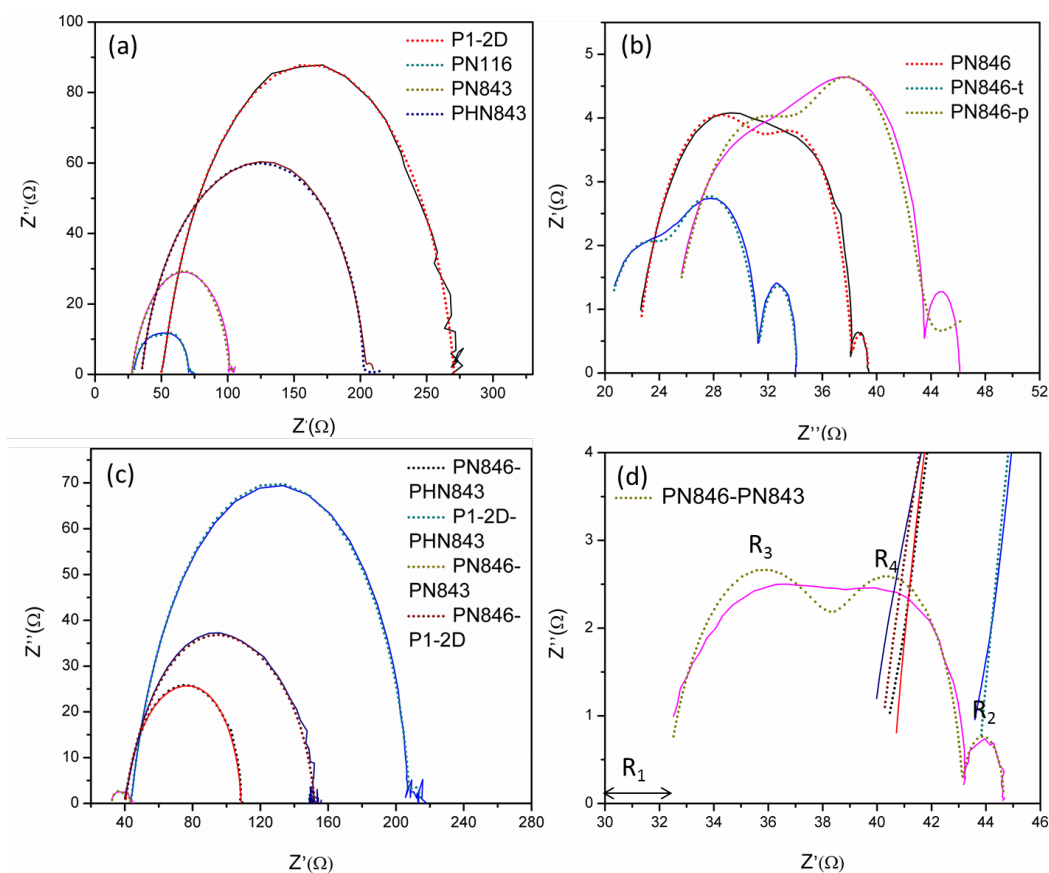 (a)
P1-2D
PN116
PN843
PHN843
100
80
60
40
20
0
Z''(Ω)
0 50 100 150 200 250 300
Z'(Ω)
(b)
PN846
PN846-t
PN846-p
5
4
3
2
1
0
Z'(Ω)
20 24 28 32 36 40 44 48 52
Z''(Ω)
(c)
PN846-
PHN843
P1-2D-
PHN843
PN846-
PN843
PN846-
P1-2D
70
60
50
40
30
20
10
0
Z''(Ω)
40 80 120 160 200 240 280
Z'(Ω)
(d)
PN846-PN843
R3
R4
R2
R1
4
3
2
1
0
Z''(Ω)
30 32 34 36 38 40 42 44 46
Z'(Ω)